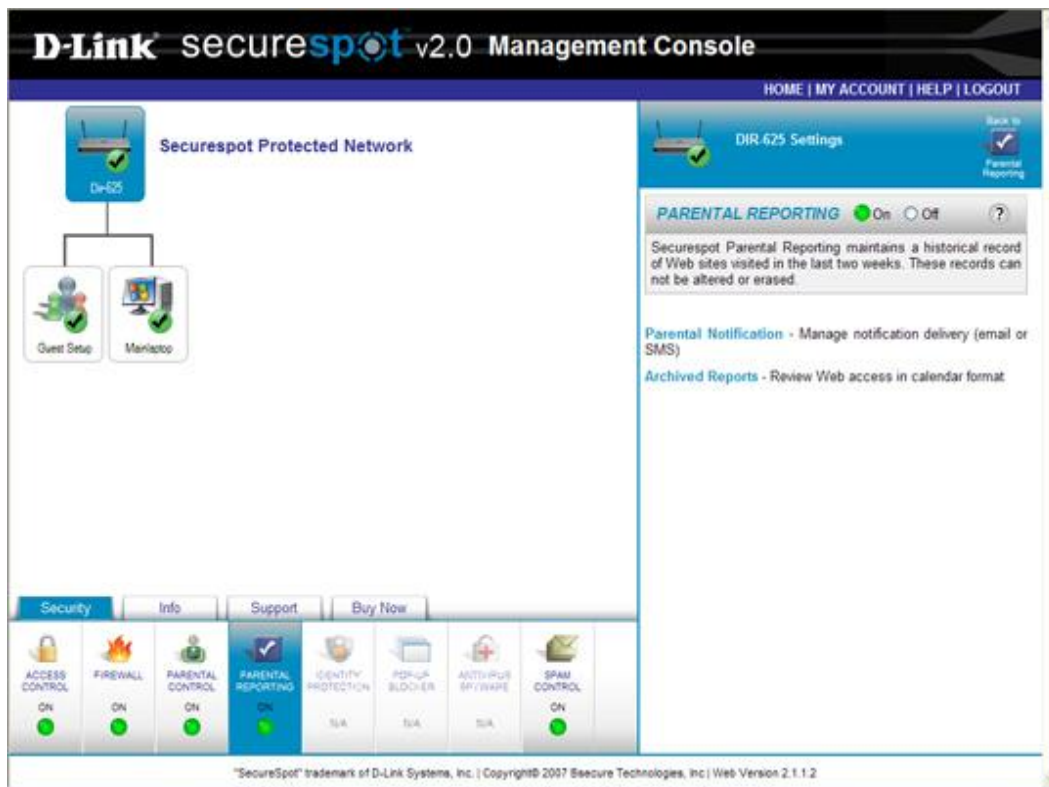 D-Link securespot v2.0 Management Console
HOME | MY ACCOUNT | HELP | LOGOUT
Dir-625
Securespot Protected Network
Guest Setup
Mainlaptop
DIR-625 Settings
Back to
Parental
Reporting
PARENTAL REPORTING On Off ?
Securespot Parental Reporting maintains a historical record
of Web sites visited in the last two weeks. These records can
not be altered or erased.
Parental Notification - Manage notification delivery (email or
SMS)
Archived Reports - Review Web access in calendar format
Security Info Support Buy Now
ACCESS
CONTROL
ON
FIREWALL
ON
PARENTAL
CONTROL
ON
PARENTAL
REPORTING
ON
IDENTITY
PROTECTION
N/A
POP-UP
BLOCKER
N/A
ANTIVIRUS
SPYWARE
N/A
SPAM
CONTROL
ON
"SecureSpot" trademark of D-Link Systems, Inc. | Copyright© 2007 Bsecure Technologies, Inc | Web Version 2.1.1.2